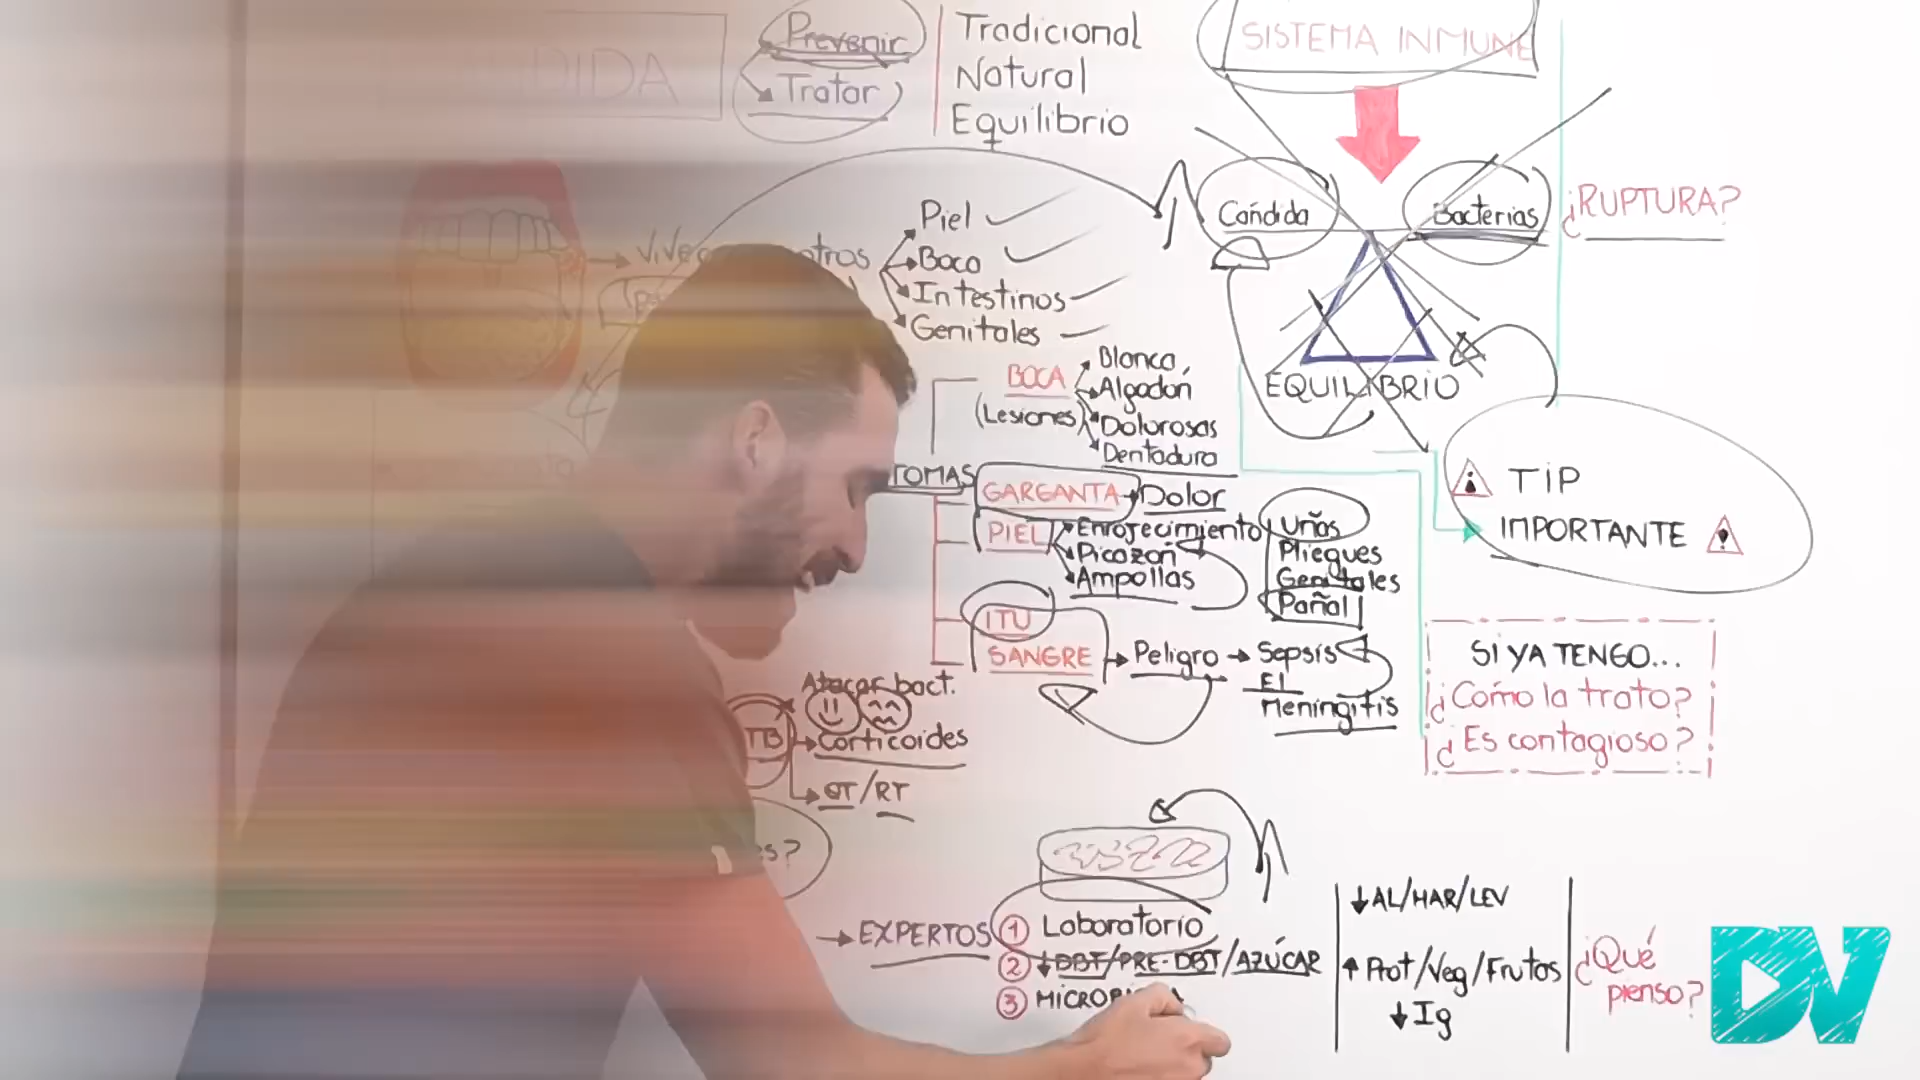 Prevenir
Tratar
Tradicional
Natural
Equilibrio
SISTEMA INMUNE
Cándida
Bacterias
¿RUPTURA?
EQUILIBRIO
Piel
Boca
Intestinos
Genitales
BOCA
(Lesiones)
Blanca,
Algodón
Dolorosas
Dentadura
TOMAS
GARGANTA
Dolor
PIEL
Enrojecimiento
Picazón
Ampollas
Uñas
Pliegues
Genitales
Pañal
ITU
SANGRE
Peligro
Sepsis
EI
Meningitis
TIP
IMPORTANTE
SI YA TENGO...
¿Cómo la trato?
¿Es contagioso?
Atacar bact.
Corticoides
QT/RT
es?
EXPERTOS
1 Laboratorio
2 ↓DBT/PRE-DBT/AZÚCAR
3
↓AL/HAR/LEV
↑Prot/Veg/Frutos
↓Ig
¿Qué
pienso?
DV